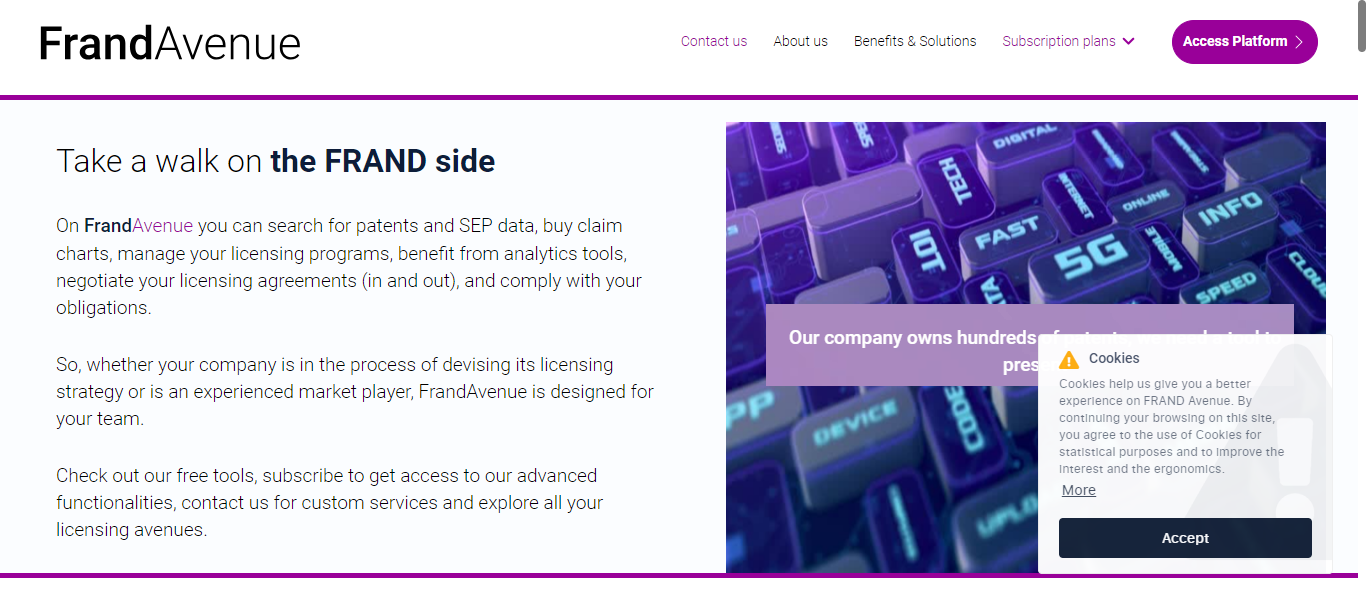 FrandAvenue
Contact us
About us
Benefits & Solutions
Subscription plans
Access Platform
Take a walk on the FRAND side
On FrandAvenue you can search for patents and SEP data, buy claim
charts, manage your licensing programs, benefit from analytics tools,
negotiate your licensing agreements (in and out), and comply with your
obligations.
So, whether your company is in the process of devising its licensing
strategy or is an experienced market player, FrandAvenue is designed for
your team.
Check out our free tools, subscribe to get access to our advanced
functionalities, contact us for custom services and explore all your
licensing avenues.
DIGITAL
TECH
INTERNET
ONLINE
INFO
FAST
IOT
5G
MOBILE
CLOUD
SPEED
Our company owns hundreds
DEVICE
CODE
Cookies
Cookies help us give you a better
experience on FRAND Avenue. By
continuing your browsing on this site,
you agree to the use of Cookies for
statistical purposes and to improve the
interest and the ergonomics.
More
Accept